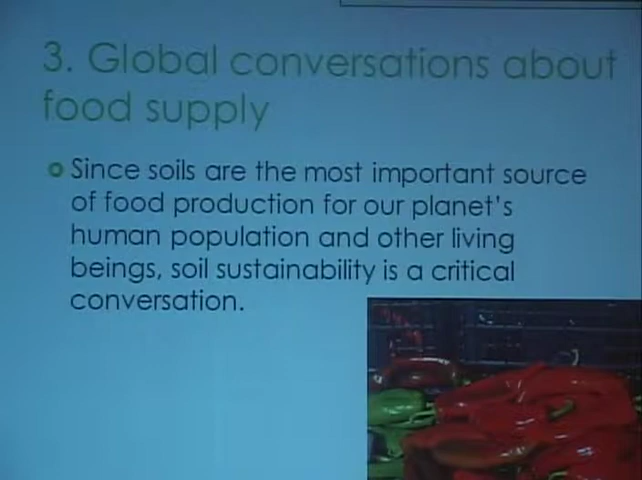 3. Global conversations about
food supply
Since soils are the most important source
of food production for our planet's
human population and other living
beings, soil sustainability is a critical
conversation.